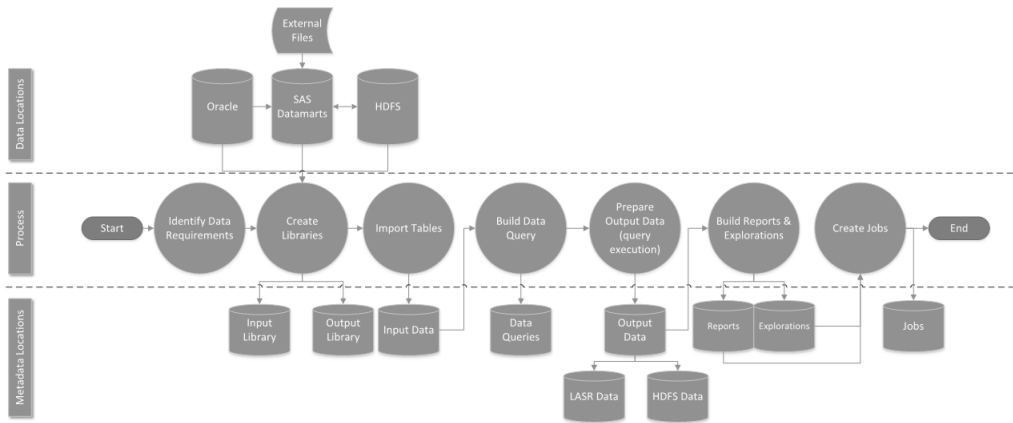 External
Files
Data Locations
Oracle
SAS
Datamarts
HDFS
Process
Start
Identify Data
Requirements
Create
Libraries
Import Tables
Build Data
Query
Prepare
Output Data
(query
execution)
Build Reports &
Explorations
Create Jobs
End
Metadata Locations
Input
Library
Output
Library
Input Data
Data
Queries
Output
Data
Reports
Explorations
Jobs
LASR Data
HDFS Data